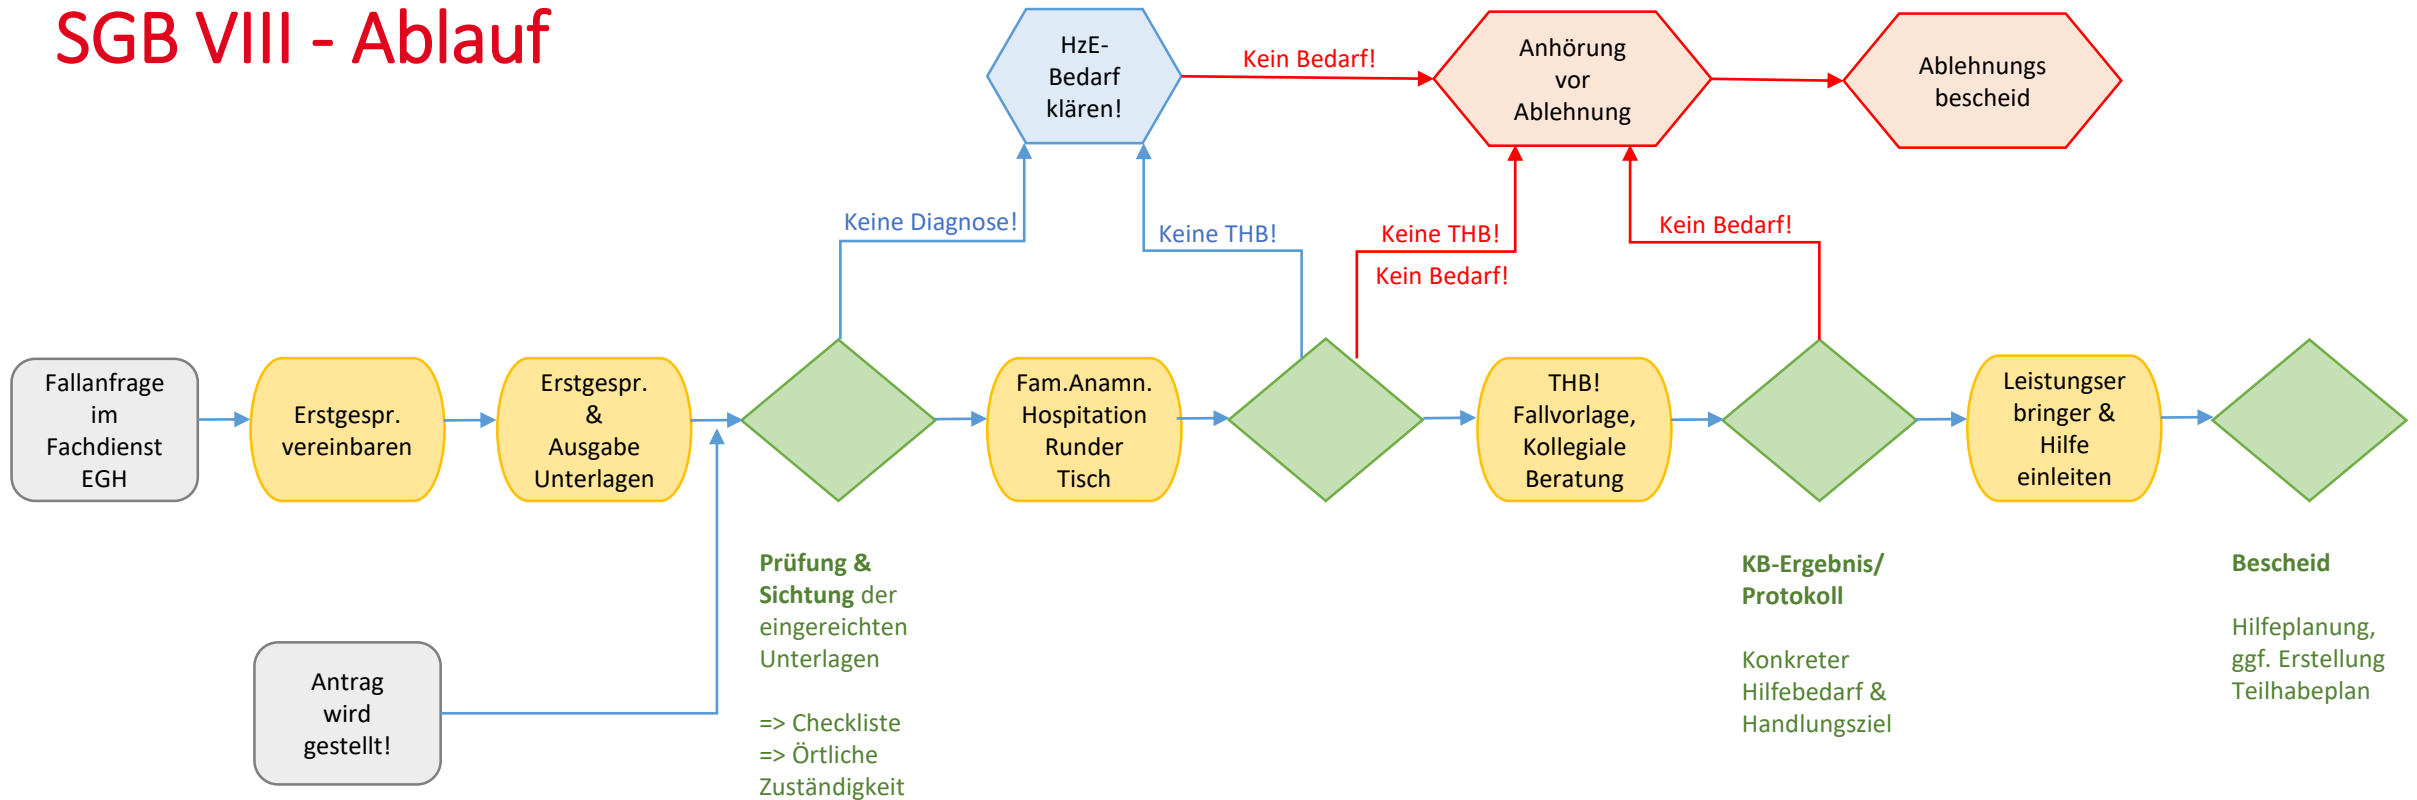 SGB VIII - Ablauf
HzE-
Bedarf
klären!
Kein Bedarf!
Anhörung
vor
Ablehnung
Ablehnungs
bescheid
Keine Diagnose!
Keine THB!
Keine THB!
Kein Bedarf!
Kein Bedarf!
Fallanfrage
im
Fachdienst
EGH
Erstgespr.
vereinbaren
Erstgespr.
&
Ausgabe
Unterlagen
Fam.Anamn.
Hospitation
Runder
Tisch
THB!
Fallvorlage,
Kollegiale
Beratung
Leistungser
bringer &
Hilfe
einleiten
Antrag
wird
gestellt!
Prüfung &
Sichtung der
eingereichten
Unterlagen
=> Checkliste
=> Örtliche
Zuständigkeit
KB-Ergebnis/
Protokoll
Konkreter
Hilfebedarf &
Handlungsziel
Bescheid
Hilfeplanung,
ggf. Erstellung
Teilhabeplan